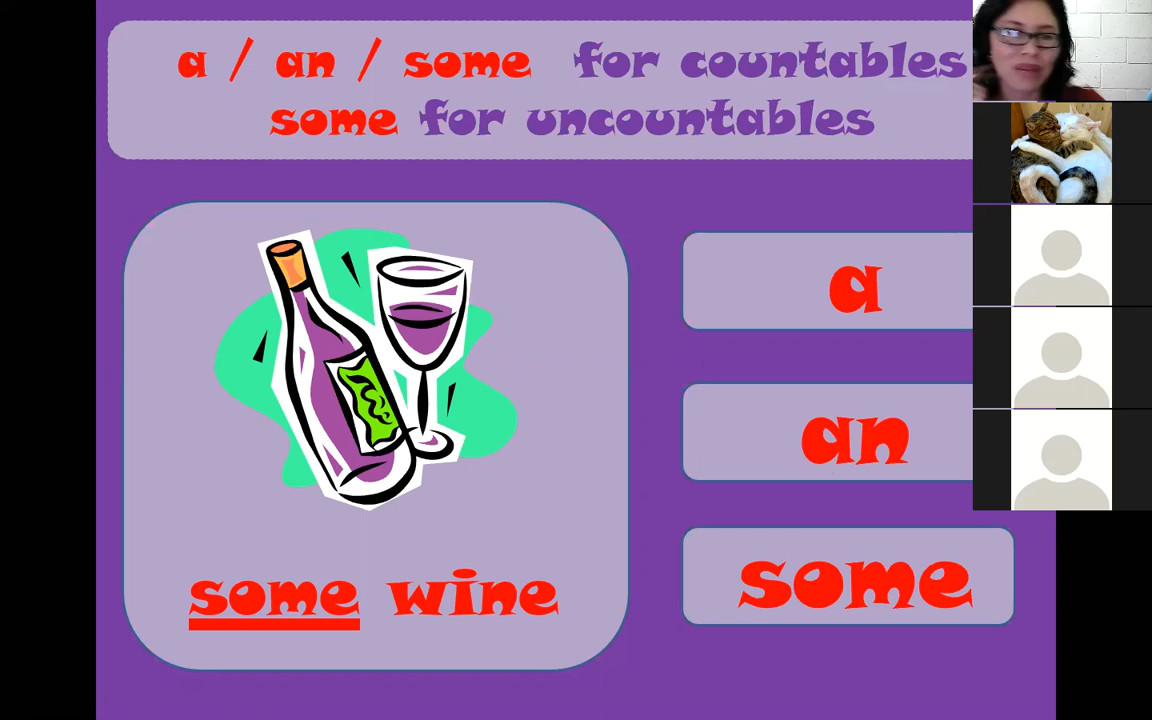 a / an / some for countables
some for uncountables
a
an
some wine
some